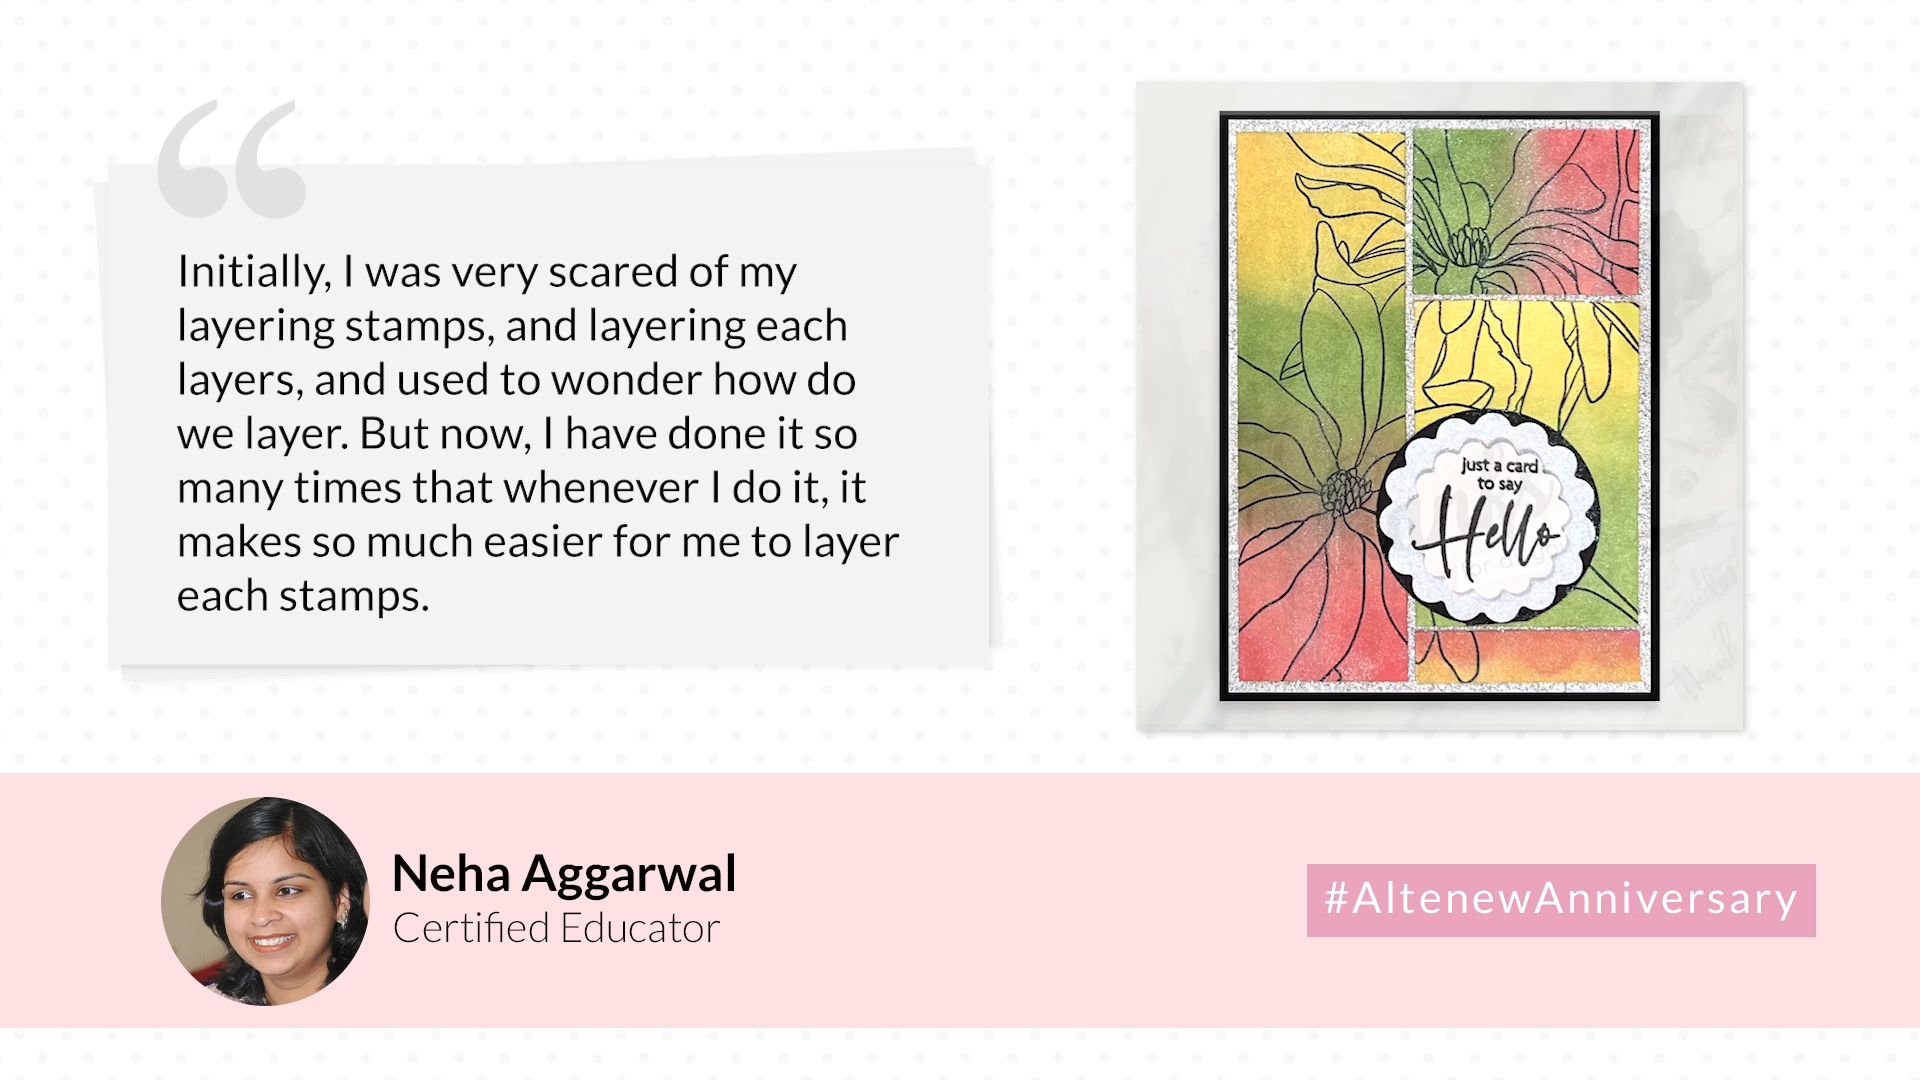 Initially, I was very scared of my
layering stamps, and layering each
layers, and used to wonder how do
we layer. But now, I have done it so
many times that whenever I do it, it
makes so much easier for me to layer
each stamps.
just a card
to say
Hello
Neha Aggarwal
Certified Educator
#AltenewAnniversary